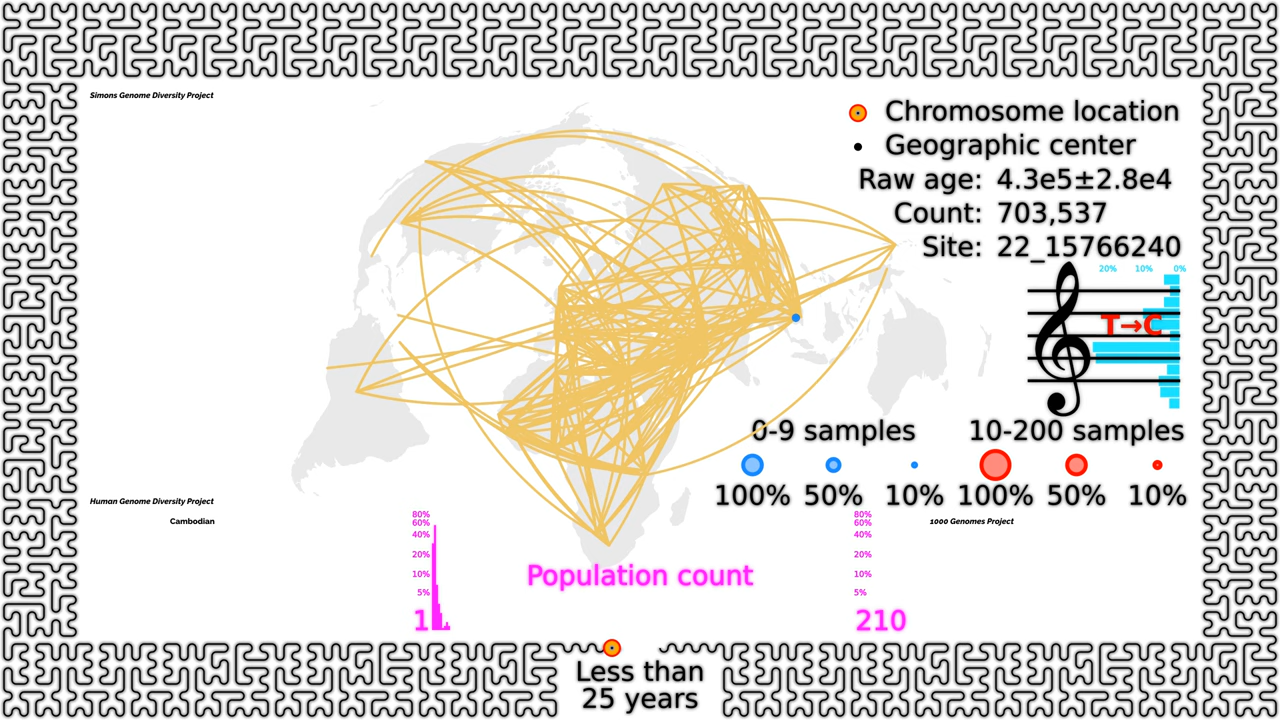 Simons Genome Diversity Project
Chromosome location
Geographic center
Raw age: 4.3e5±2.8e4
Count: 703,537
Site: 22_15766240
20% 10% 0%
T→C
0-9 samples 10-200 samples
100% 50% 10% 100% 50% 10%
Human Genome Diversity Project
Cambodian
1000 Genomes Project
80%
60%
40%
20%
10%
5%
80%
60%
40%
20%
10%
5%
Population count
1
210
Less than
25 years